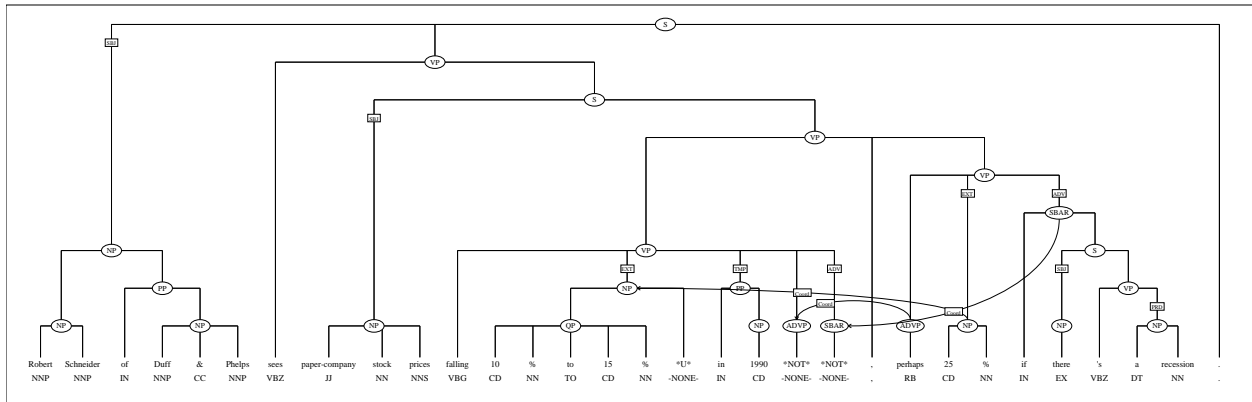 S
SBJ
VP
S
SBJ
VP
VP
EXT ADV
SBAR
NP VP S
EXT TMP ADV SBJ
PP NP PP VP
Coord Coord Coord PRD
NP NP NP QP NP ADVP SBAR ADVP NP NP NP
Robert Schneider of Duff & Phelps sees paper-company stock prices falling 10 % to 15 % *U* in 1990 *NOT* *NOT* , perhaps 25 % if there 's a recession .
NNP NNP IN NNP CC NNP VBZ JJ NN NNS VBG CD NN TO CD NN -NONE- IN CD -NONE- -NONE- , RB CD NN IN EX VBZ DT NN .